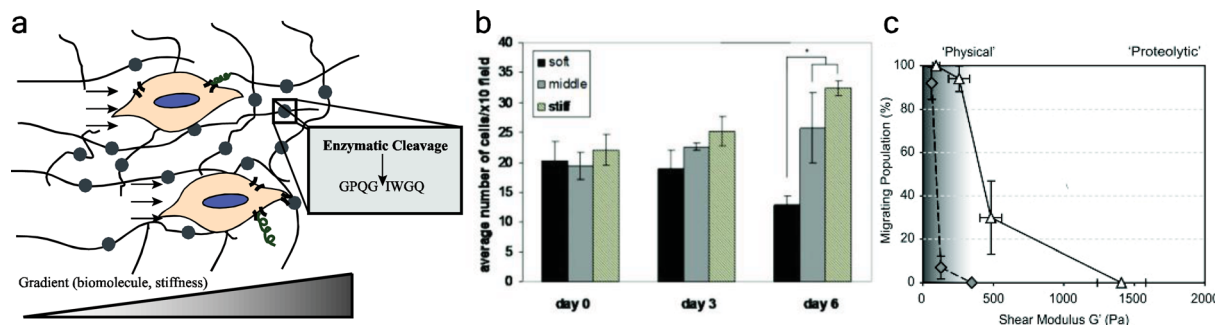 a
Enzymatic Cleavage
GPQG IWGQ
Gradient (biomolecule, stiffness)
b
average number of cells/x10 field
40
35
30
25
20
15
10
5
0
soft
middle
stiff
*
day 0
day 3
day 6
c
'Physical'
'Proteolytic'
Migrating Population (%)
100
80
60
40
20
0
0
500
1000
1500
2000
Shear Modulus G' (Pa)